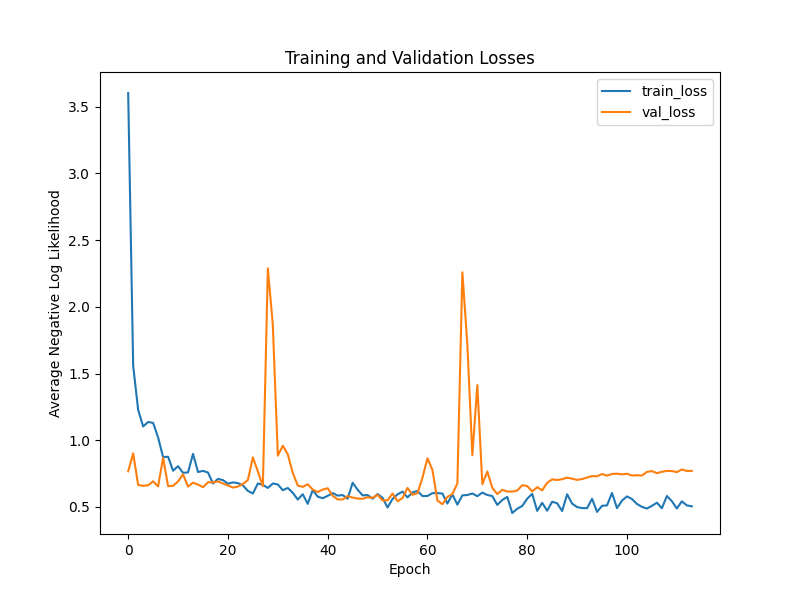 Training and Validation Losses
train_loss
val_loss
Average Negative Log Likelihood
3.5
3.0
2.5
2.0
1.5
1.0
0.5
0 20 40 60 80 100
Epoch